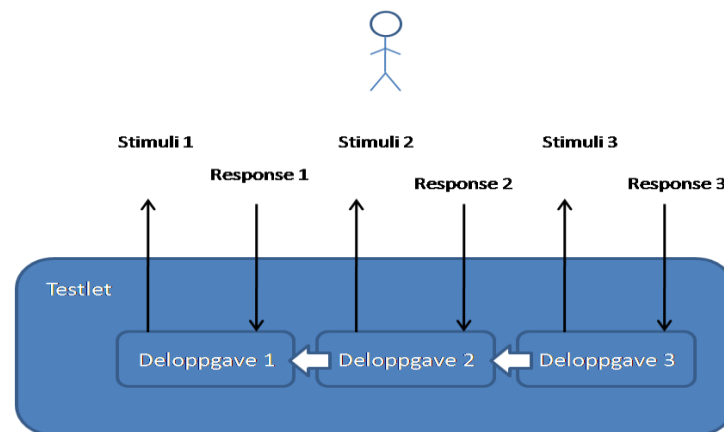 Stimuli 1
Stimuli 2
Stimuli 3
Response 1
Response 2
Response 3
Testlet
Deloppgave 1
Deloppgave 2
Deloppgave 3